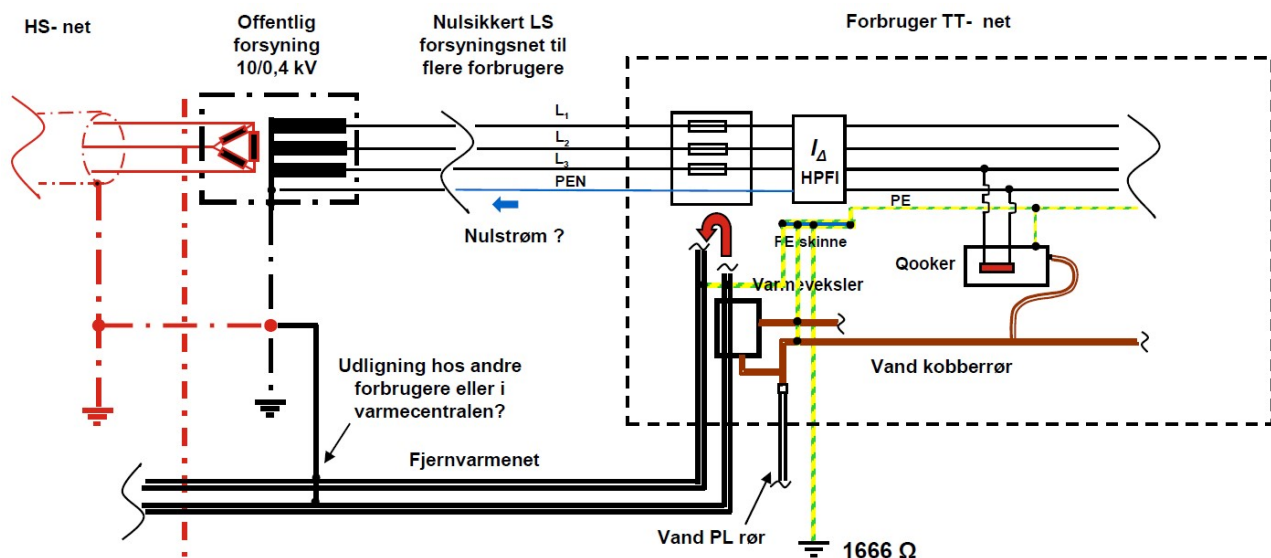 HS- net
Offentlig
forsyning
10/0,4 kV
Nulsikkert LS
forsyningsnet til
flere forbrugere
Forbruger TT- net
L1
L2
L3
PEN
I∆
HPFI
PE
Nulstrøm ?
PE skinne
Qooker
Varmeveksler
Udligning hos andre
forbrugere eller i
varmecentralen?
Vand kobberrør
Fjernvarmenet
Vand PL rør
1666 Ω